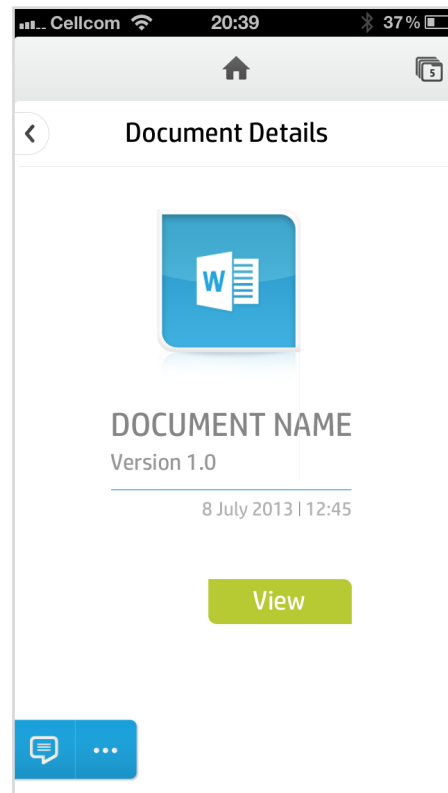 Cellcom 20:39 37%
5
Document Details
W
DOCUMENT NAME
Version 1.0
8 July 2013 | 12:45
View